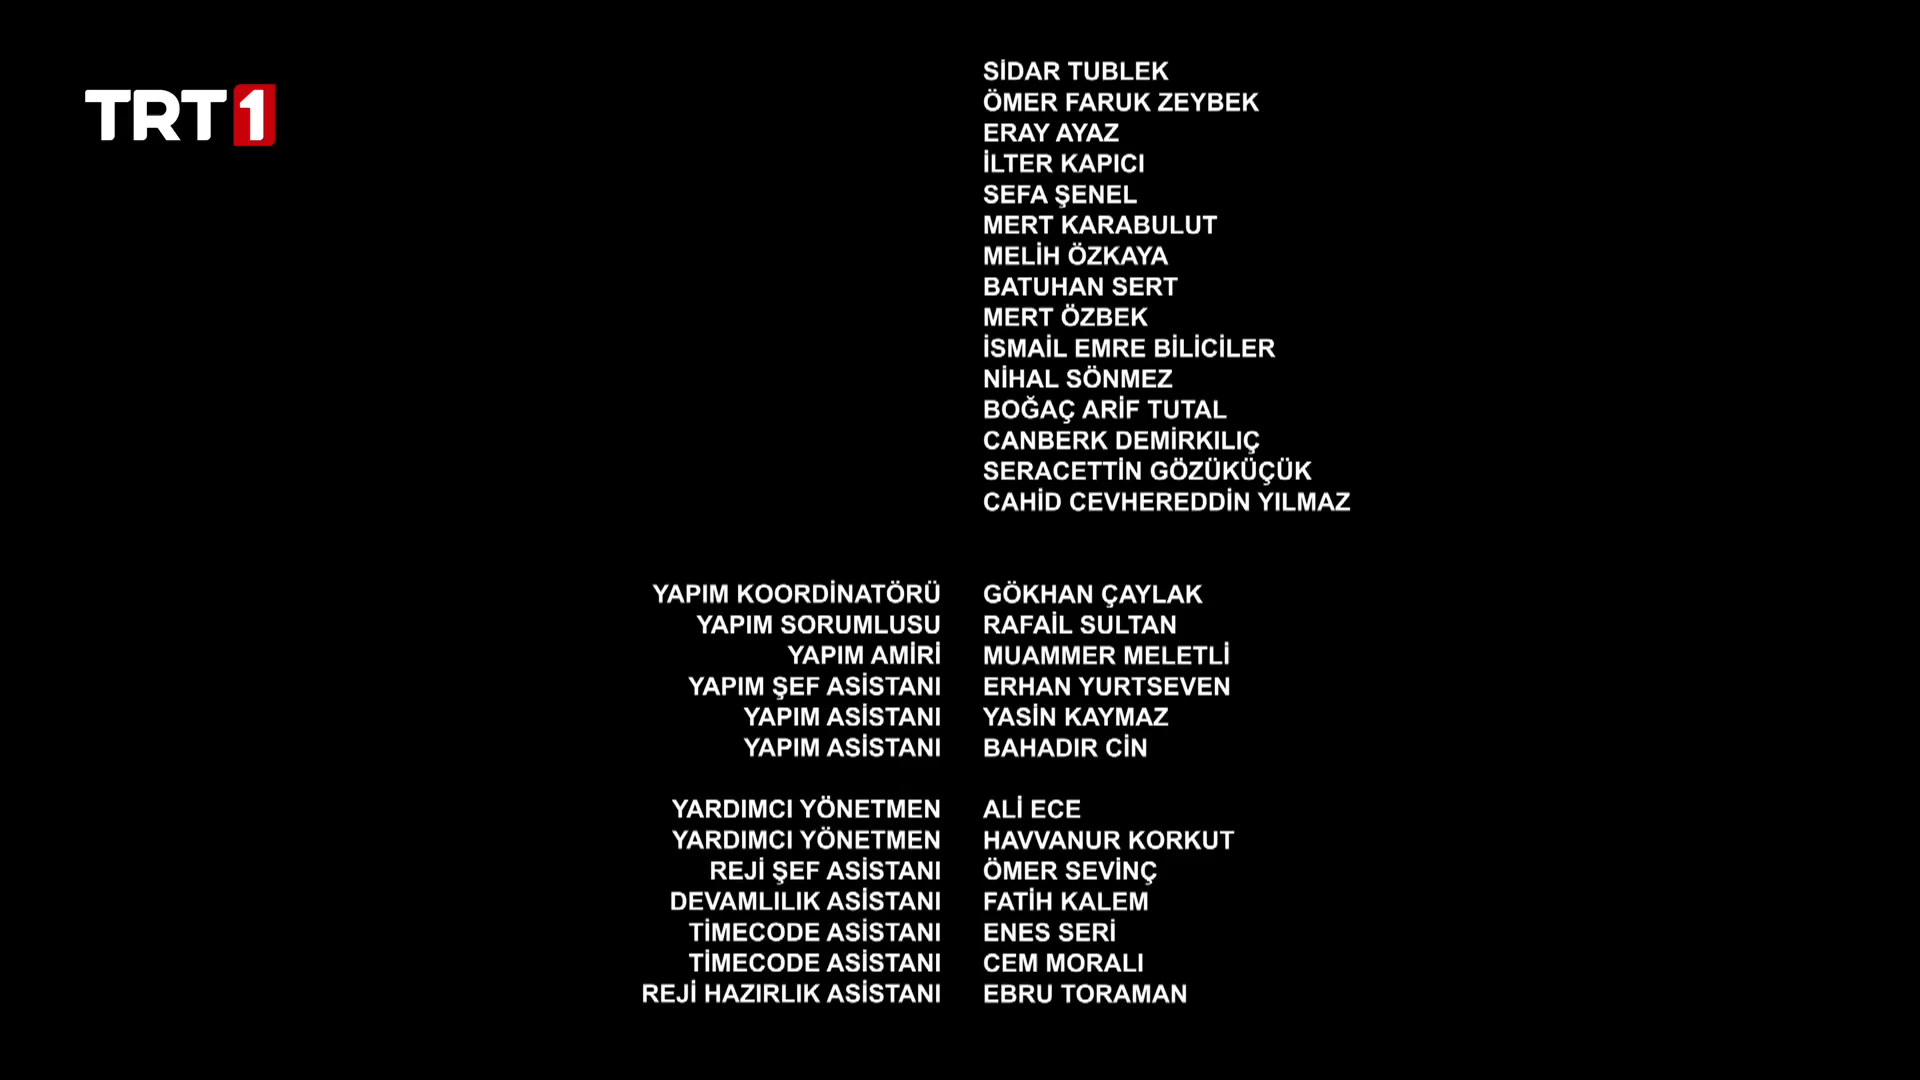 TRT1
SİDAR TUBLEK
ÖMER FARUK ZEYBEK
ERAY AYAZ
İLTER KAPICI
SEFA ŞENEL
MERT KARABULUT
MELİH ÖZKAYA
BATUHAN SERT
MERT ÖZBEK
İSMAİL EMRE BİLİCİLER
NİHAL SÖNMEZ
BOĞAÇ ARİF TUTAL
CANBERK DEMİRKILIÇ
SERACETTİN GÖZÜKÜÇÜK
CAHİD CEVHEREDDİN YILMAZ
YAPIM KOORDİNATÖRÜ GÖKHAN ÇAYLAK
YAPIM SORUMLUSU RAFAİL SULTAN
YAPIM AMİRİ MUAMMER MELETLİ
YAPIM ŞEF ASİSTANI ERHAN YURTSEVEN
YAPIM ASİSTANI YASİN KAYMAZ
YAPIM ASİSTANI BAHADIR CİN
YARDIMCI YÖNETMEN ALİ ECE
YARDIMCI YÖNETMEN HAVVANUR KORKUT
REJİ ŞEF ASİSTANI ÖMER SEVİNÇ
DEVAMLILIK ASİSTANI FATİH KALEM
TİMECODE ASİSTANI ENES SERİ
TİMECODE ASİSTANI CEM MORALI
REJİ HAZIRLIK ASİSTANI EBRU TORAMAN